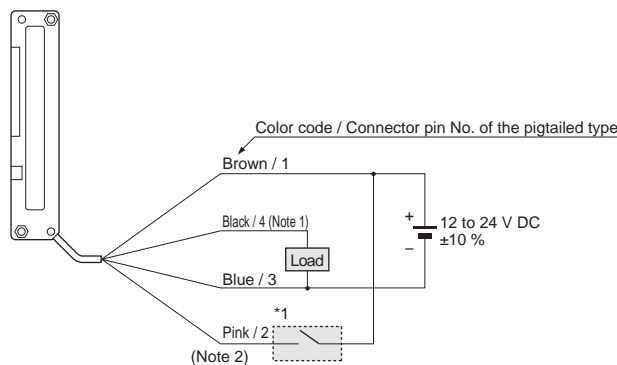 Color code / Connector pin No. of the pigtailed type
Brown / 1
Black / 4 (Note 1)
Load
+
12 to 24 V DC
±10 %
−
Blue / 3
*1
Pink / 2
(Note 2)